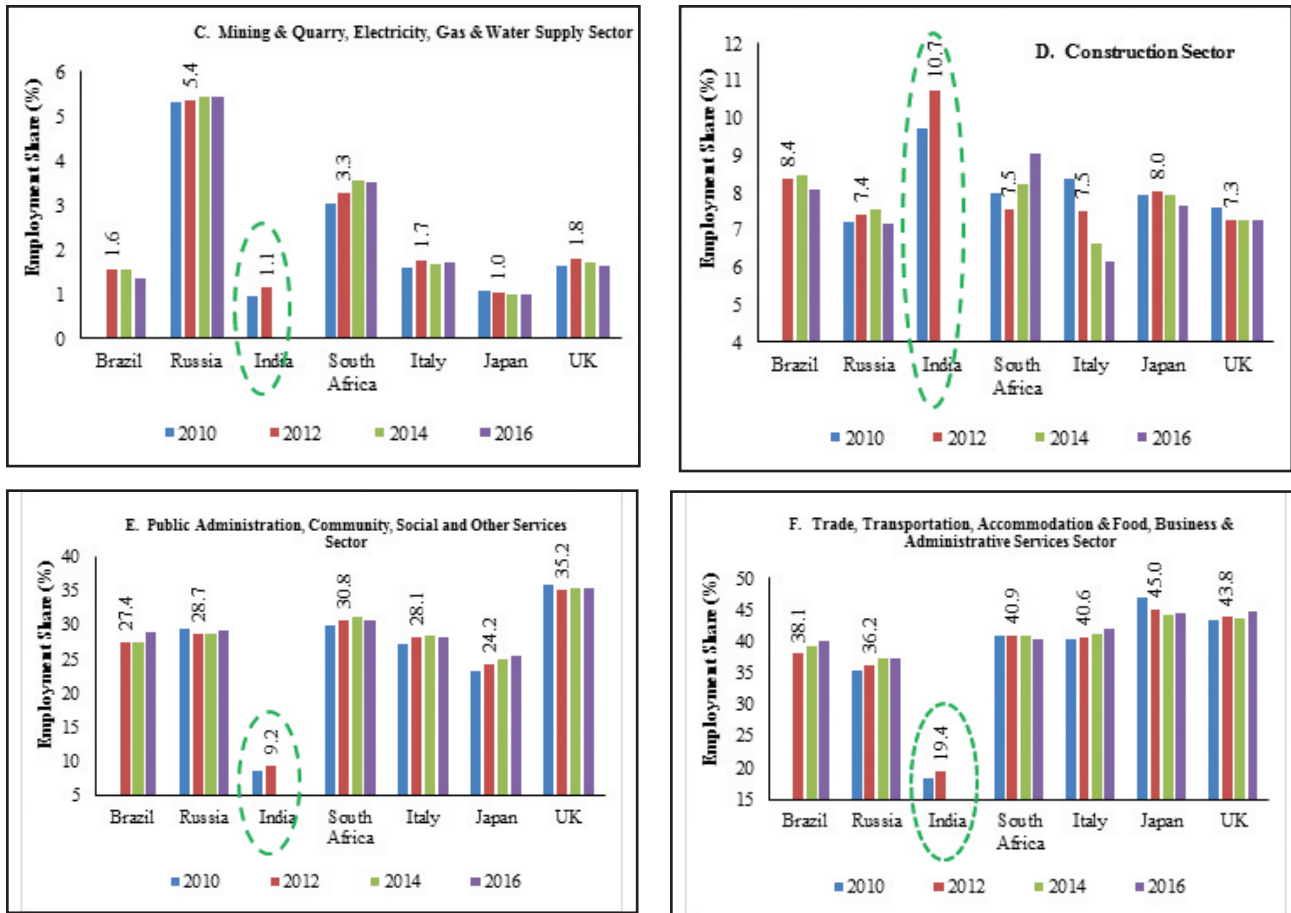 C. Mining & Quarry, Electricity, Gas & Water Supply Sector
Employment Share (%)
6
5
4
3
2
1
0
1.6
5.4
1.1
3.3
1.7
1.0
1.8
Brazil
Russia
India
South
Africa
Italy
Japan
UK
2010
2012
2014
2016
D. Construction Sector
Employment Share (%)
12
11
10
9
8
7
6
5
4
8.4
7.4
10.7
7.5
7.5
8.0
7.3
Brazil
Russia
India
South
Africa
Italy
Japan
UK
2010
2012
2014
2016
E. Public Administration, Community, Social and Other Services
Sector
Employment Share (%)
40
35
30
25
20
15
10
5
27.4
28.7
9.2
30.8
28.1
24.2
35.2
Brazil
Russia
India
South
Africa
Italy
Japan
UK
2010
2012
2014
2016
F. Trade, Transportation, Accommodation & Food, Business &
Administrative Services Sector
Employment Share (%)
50
45
40
35
30
25
20
15
38.1
36.2
19.4
40.9
40.6
45.0
43.8
Brazil
Russia
India
South
Africa
Italy
Japan
UK
2010
2012
2014
2016